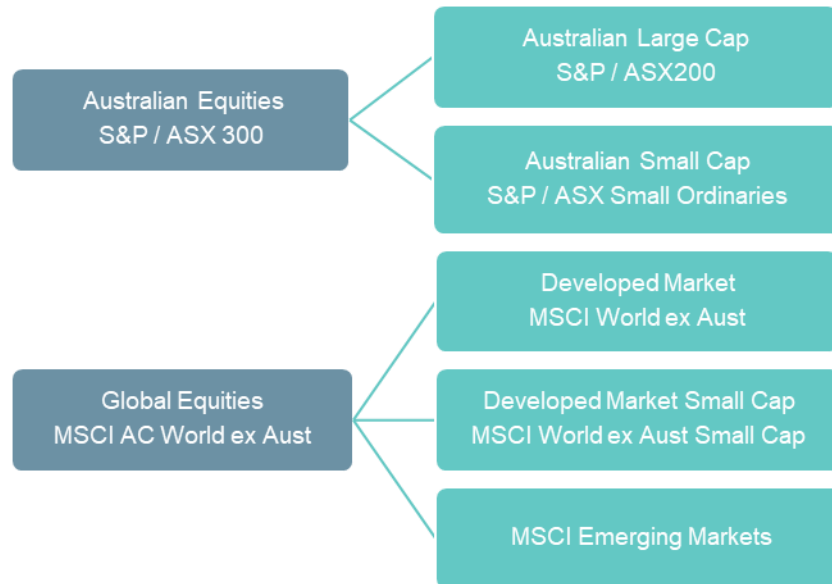 Australian Equities
S&P / ASX 300
Australian Large Cap
S&P / ASX200
Australian Small Cap
S&P / ASX Small Ordinaries
Global Equities
MSCI AC World ex Aust
Developed Market
MSCI World ex Aust
Developed Market Small Cap
MSCI World ex Aust Small Cap
MSCI Emerging Markets